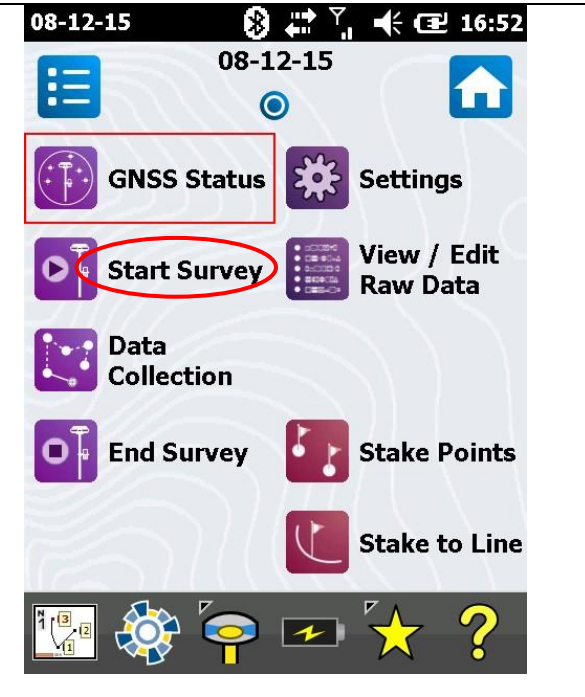 08-12-15 16:52
08-12-15
GNSS Status
Settings
Start Survey
View / Edit
Raw Data
Data
Collection
End Survey
Stake Points
Stake to Line
N
1
3
2
1
?